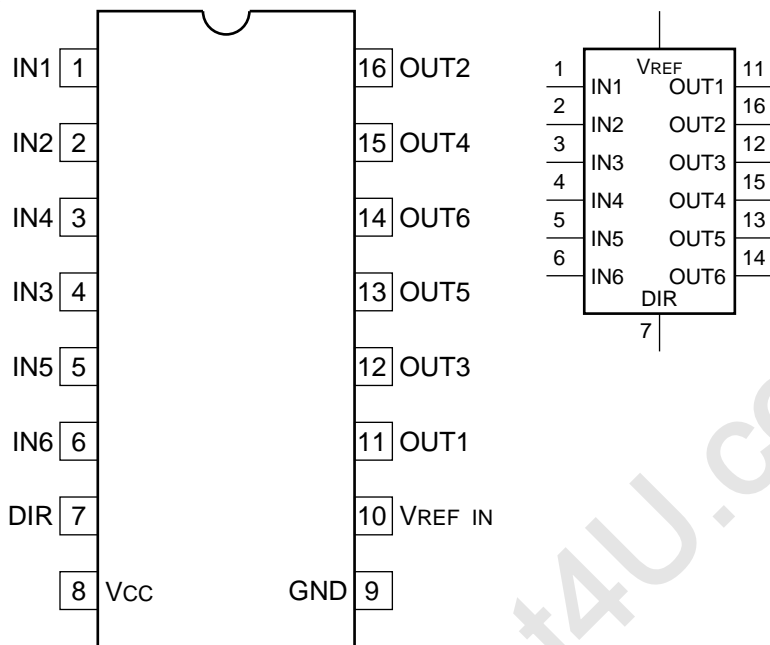 IN1 1 16 OUT2
IN2 2 15 OUT4
IN4 3 14 OUT6
IN3 4 13 OUT5
IN5 5 12 OUT3
IN6 6 11 OUT1
DIR 7 10 VREF IN
8 VCC GND 9
VREF
1 IN1 OUT1 11
2 IN2 OUT2 16
3 IN3 OUT3 12
4 IN4 OUT4 15
5 IN5 OUT5 13
6 IN6 OUT6 14
DIR
7
t4U.co